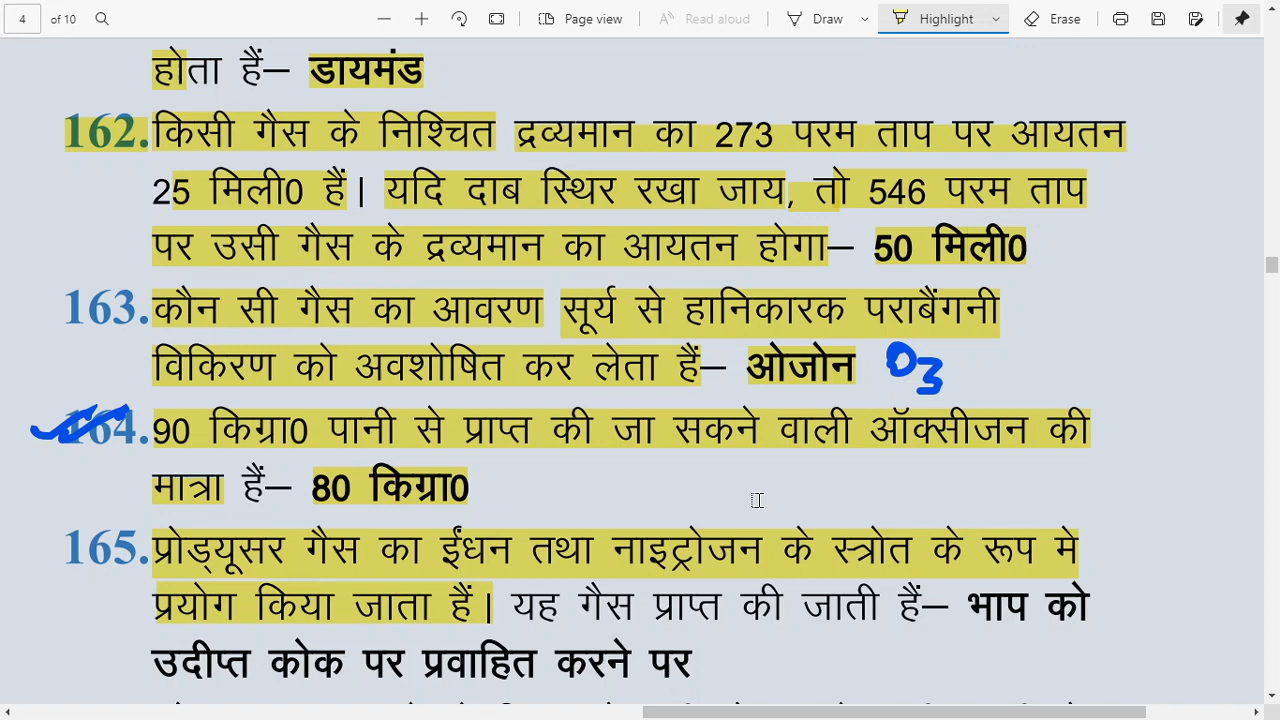 4 of 10 Page view Read aloud Draw Highlight Erase
होता हैं– डायमंड
162. किसी गैस के निश्चित द्रव्यमान का 273 परम ताप पर आयतन
25 मिली0 हैं| यदि दाब स्थिर रखा जाय, तो 546 परम ताप
पर उसी गैस के द्रव्यमान का आयतन होगा– 50 मिली0
163. कौन सी गैस का आवरण सूर्य से हानिकारक पराबैंगनी
विकिरण को अवशोषित कर लेता हैं– ओजोन O3
164. 90 किग्रा0 पानी से प्राप्त की जा सकने वाली ऑक्सीजन की
मात्रा हैं– 80 किग्रा0
165. प्रोड्यूसर गैस का ईंधन तथा नाइट्रोजन के स्त्रोत के रूप मे
प्रयोग किया जाता हैं| यह गैस प्राप्त की जाती हैं– भाप को
उदीप्त कोक पर प्रवाहित करने पर